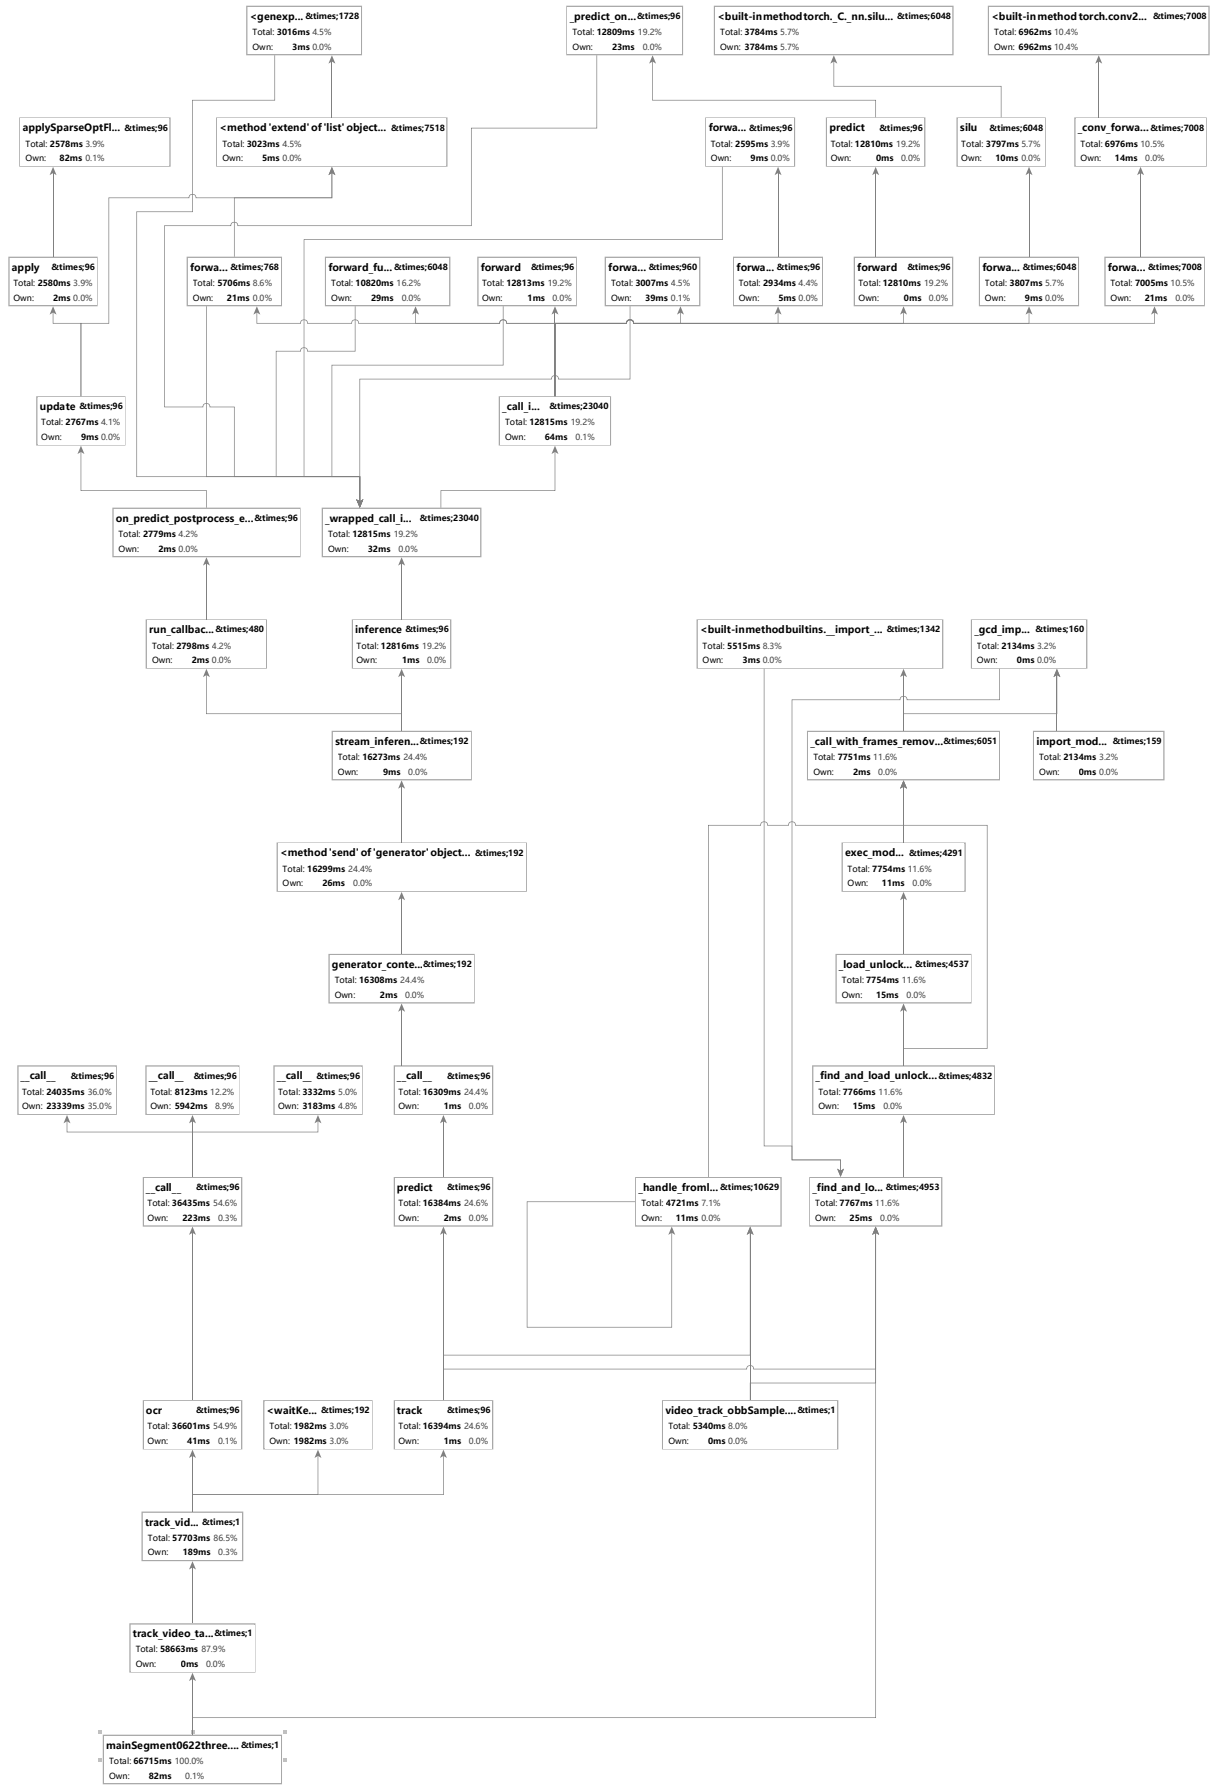 <genexp... &times;1728
Total: 3016ms 4.5%
Own: 3ms 0.0%
_predict_on...&times;96
Total: 12809ms 19.2%
Own: 23ms 0.0%
<built-in method torch._C._nn.silu... &times;6048
Total: 3784ms 5.7%
Own: 3784ms 5.7%
<built-in method torch.conv2... &times;7008
Total: 6962ms 10.4%
Own: 6962ms 10.4%
applySparseOptFl... &times;96
Total: 2578ms 3.9%
Own: 82ms 0.1%
<method 'extend' of 'list' object... &times;7518
Total: 3023ms 4.5%
Own: 5ms 0.0%
forwa... &times;96
Total: 2595ms 3.9%
Own: 9ms 0.0%
predict &times;96
Total: 12810ms 19.2%
Own: 0ms 0.0%
silu &times;6048
Total: 3797ms 5.7%
Own: 10ms 0.0%
_conv_forwa... &times;7008
Total: 6976ms 10.5%
Own: 14ms 0.0%
apply &times;96
Total: 2580ms 3.9%
Own: 2ms 0.0%
forwa... &times;768
Total: 5706ms 8.6%
Own: 21ms 0.0%
forward_fu... &times;6048
Total: 10820ms 16.2%
Own: 29ms 0.0%
forward &times;96
Total: 12813ms 19.2%
Own: 1ms 0.0%
forwa... &times;960
Total: 3007ms 4.5%
Own: 39ms 0.1%
forwa... &times;96
Total: 2934ms 4.4%
Own: 5ms 0.0%
forward &times;96
Total: 12810ms 19.2%
Own: 0ms 0.0%
forwa... &times;6048
Total: 3807ms 5.7%
Own: 9ms 0.0%
forwa... &times;7008
Total: 7005ms 10.5%
Own: 21ms 0.0%
update &times;96
Total: 2767ms 4.1%
Own: 9ms 0.0%
_call_i... &times;23040
Total: 12815ms 19.2%
Own: 64ms 0.1%
on_predict_postprocess_e...&times;96
Total: 2779ms 4.2%
Own: 2ms 0.0%
_wrapped_call_i... &times;23040
Total: 12815ms 19.2%
Own: 32ms 0.0%
run_callbac... &times;480
Total: 2798ms 4.2%
Own: 2ms 0.0%
inference &times;96
Total: 12816ms 19.2%
Own: 1ms 0.0%
<built-in method builtins.__import_... &times;1342
Total: 5515ms 8.3%
Own: 3ms 0.0%
_gcd_imp... &times;160
Total: 2134ms 3.2%
Own: 0ms 0.0%
stream_inferen...&times;192
Total: 16273ms 24.4%
Own: 9ms 0.0%
_call_with_frames_remov...&times;6051
Total: 7751ms 11.6%
Own: 2ms 0.0%
import_mod... &times;159
Total: 2134ms 3.2%
Own: 0ms 0.0%
<method 'send' of 'generator' object... &times;192
Total: 16299ms 24.4%
Own: 26ms 0.0%
exec_mod... &times;4291
Total: 7754ms 11.6%
Own: 11ms 0.0%
generator_conte...&times;192
Total: 16308ms 24.4%
Own: 2ms 0.0%
_load_unlock... &times;4537
Total: 7754ms 11.6%
Own: 15ms 0.0%
__call__ &times;96
Total: 24035ms 36.0%
Own: 23339ms 35.0%
__call__ &times;96
Total: 8123ms 12.2%
Own: 5942ms 8.9%
__call__ &times;96
Total: 3332ms 5.0%
Own: 3183ms 4.8%
__call__ &times;96
Total: 16309ms 24.4%
Own: 1ms 0.0%
_find_and_load_unlock...&times;4832
Total: 7766ms 11.6%
Own: 15ms 0.0%
__call__ &times;96
Total: 36435ms 54.6%
Own: 223ms 0.3%
predict &times;96
Total: 16384ms 24.6%
Own: 2ms 0.0%
_handle_froml... &times;10629
Total: 4721ms 7.1%
Own: 11ms 0.0%
_find_and_lo... &times;4953
Total: 7767ms 11.6%
Own: 25ms 0.0%
ocr &times;96
Total: 36601ms 54.9%
Own: 41ms 0.1%
<waitKe... &times;192
Total: 1982ms 3.0%
Own: 1982ms 3.0%
track &times;96
Total: 16394ms 24.6%
Own: 1ms 0.0%
video_track_obbSample.... &times;1
Total: 5340ms 8.0%
Own: 0ms 0.0%
track_vid... &times;1
Total: 57703ms 86.5%
Own: 189ms 0.3%
track_video_ta...&times;1
Total: 58663ms 87.9%
Own: 0ms 0.0%
mainSegment0622three.... &times;1
Total: 66715ms 100.0%
Own: 82ms 0.1%